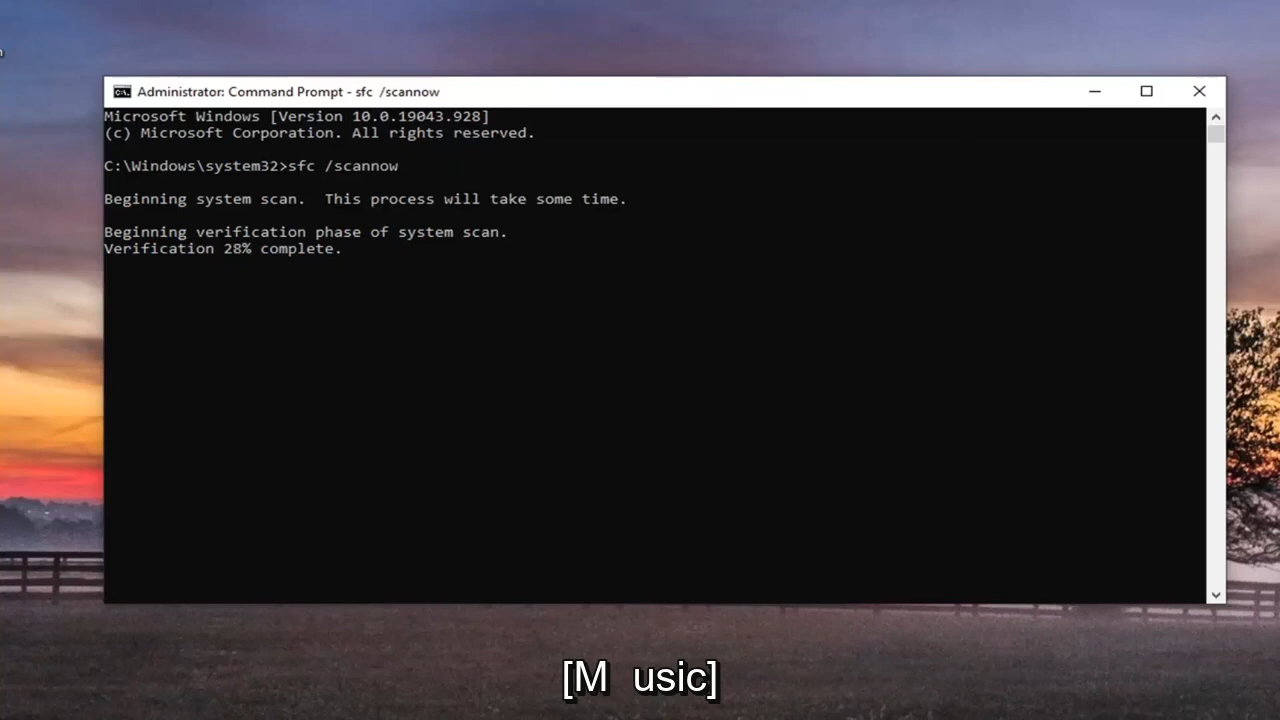 Administrator: Command Prompt - sfc  /scannow
Microsoft Windows [Version 10.0.19043.928]
(c) Microsoft Corporation. All rights reserved.
C:\Windows\system32>sfc /scannow
Beginning system scan.  This process will take some time.
Beginning verification phase of system scan.
Verification 28% complete.
[M  usic]